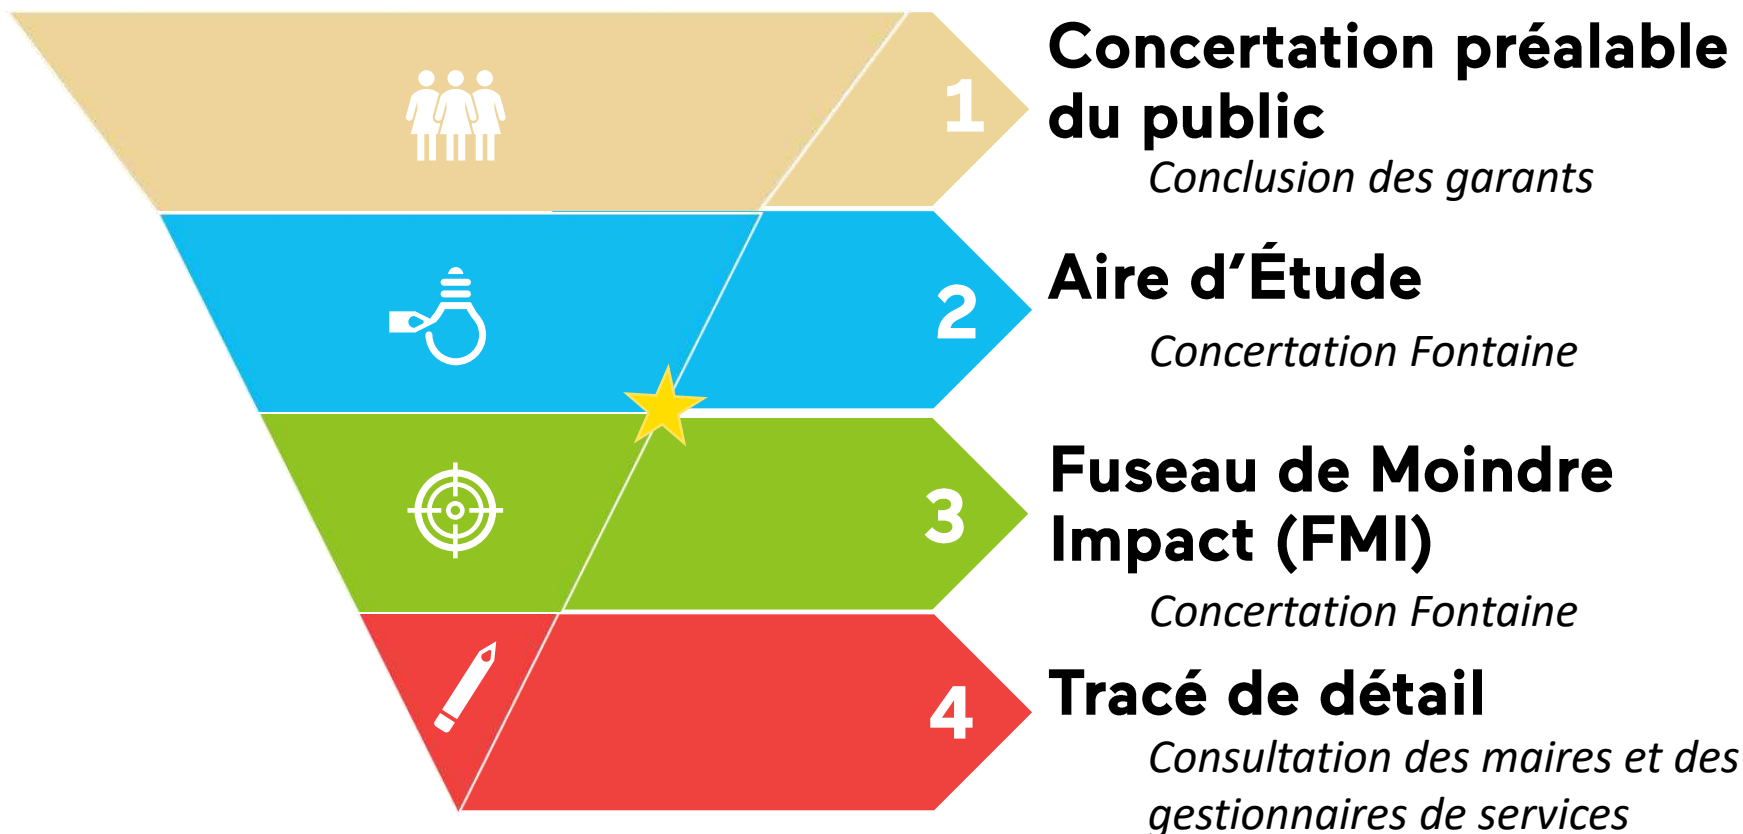 1
Concertation préalable
du public
Conclusion des garants
2
Aire d’Étude
Concertation Fontaine
3
Fuseau de Moindre
Impact (FMI)
Concertation Fontaine
4
Tracé de détail
Consultation des maires et des
gestionnaires de services